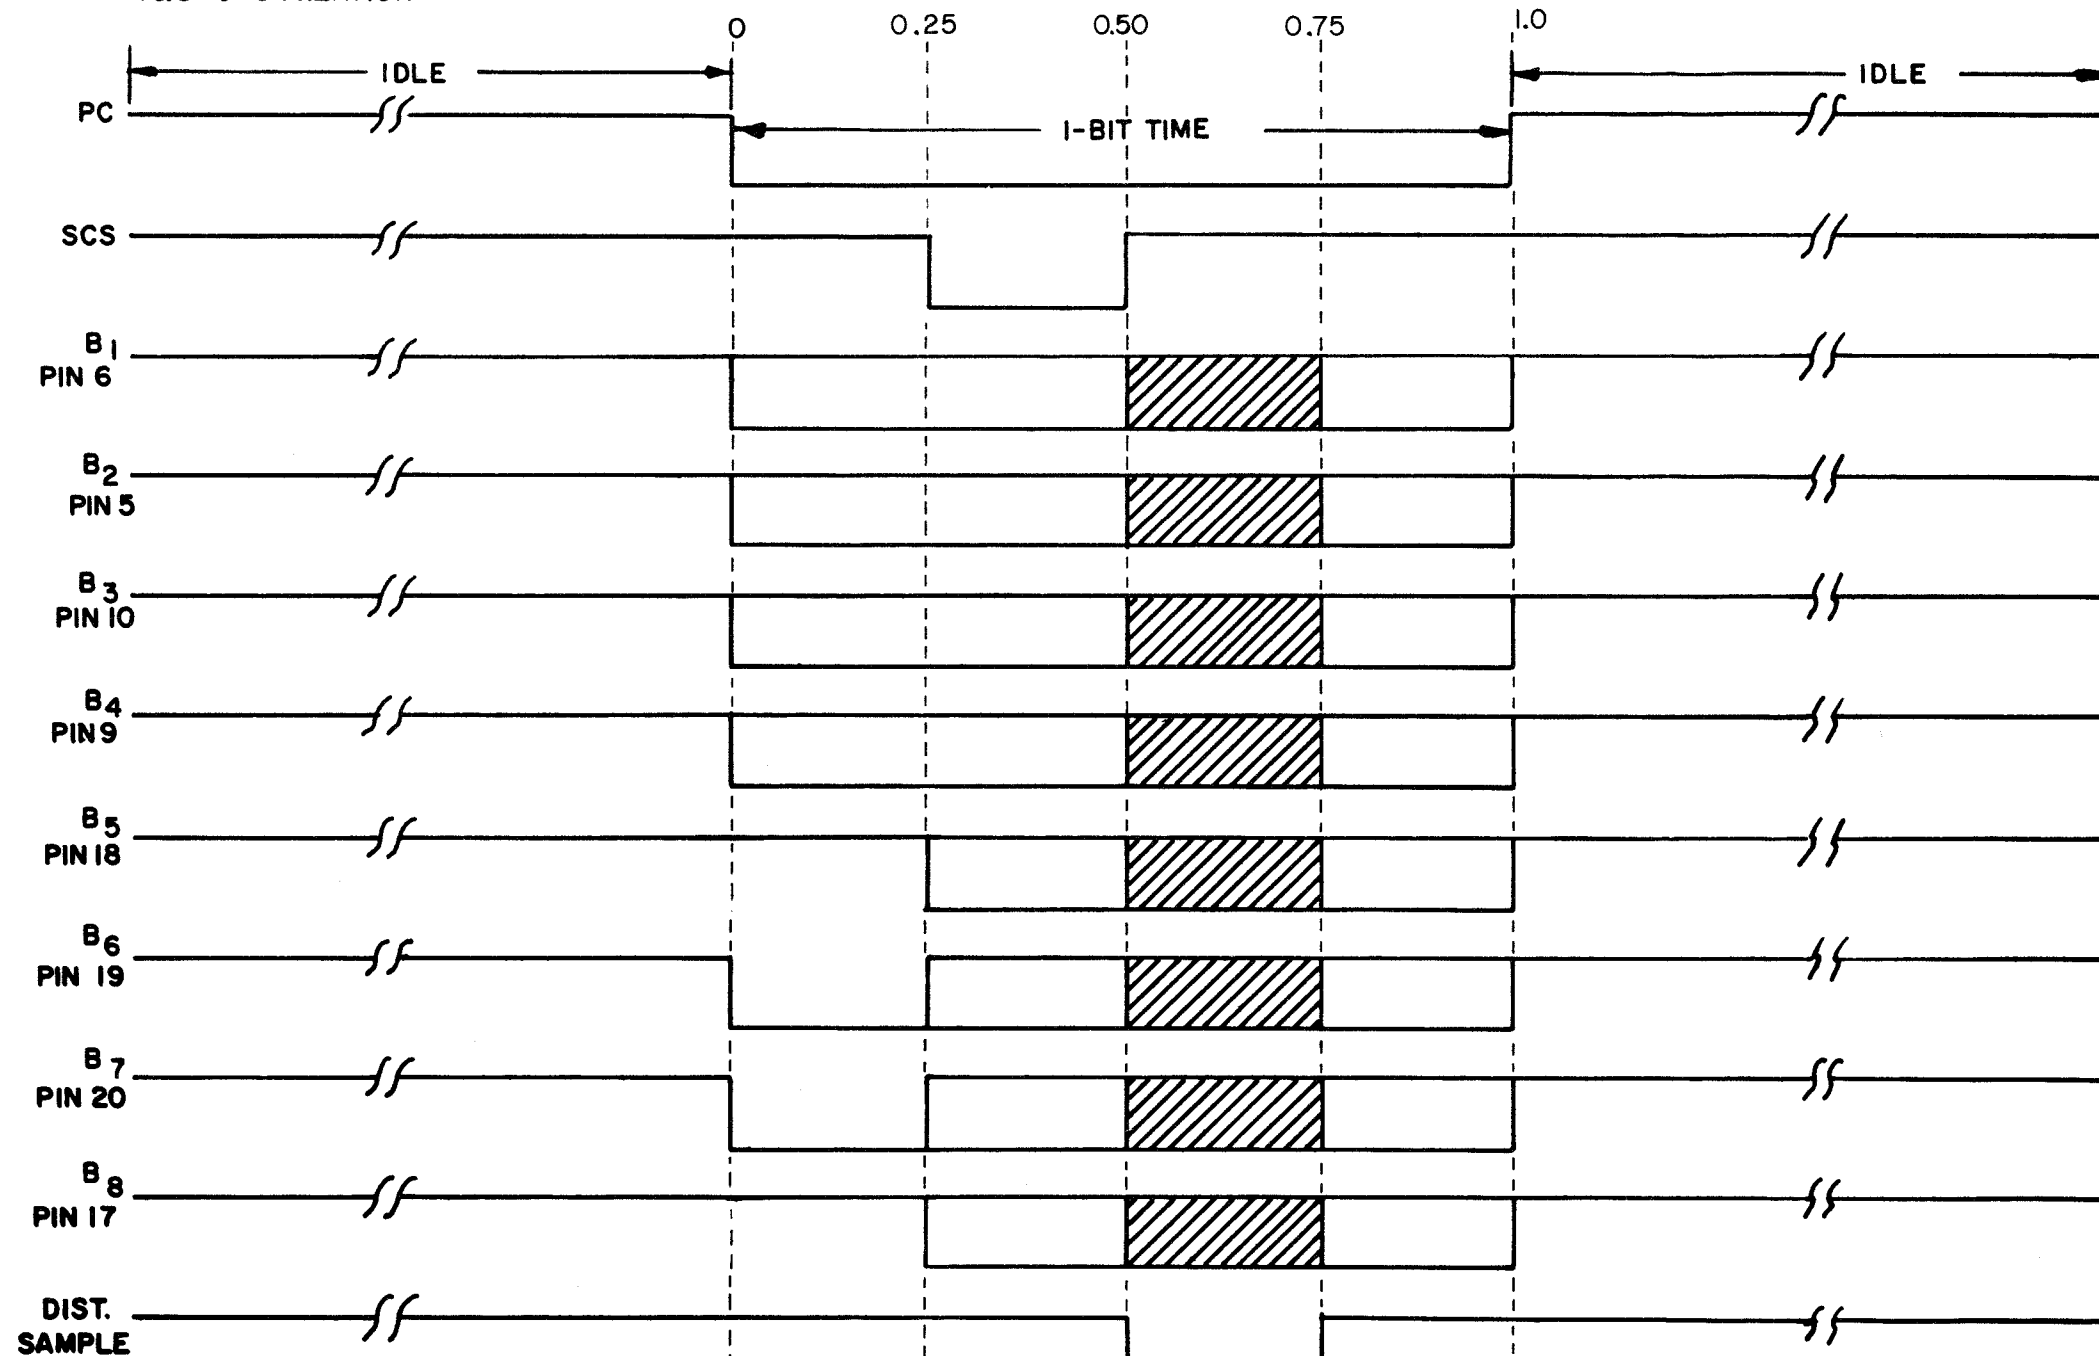 0 0.25 0.50 0.75 1.0
IDLE IDLE
PC
1-BIT TIME
SCS
B1
PIN 6
B2
PIN 5
B3
PIN 10
B4
PIN 9
B5
PIN 18
B6
PIN 19
B7
PIN 20
B8
PIN 17
DIST.
SAMPLE